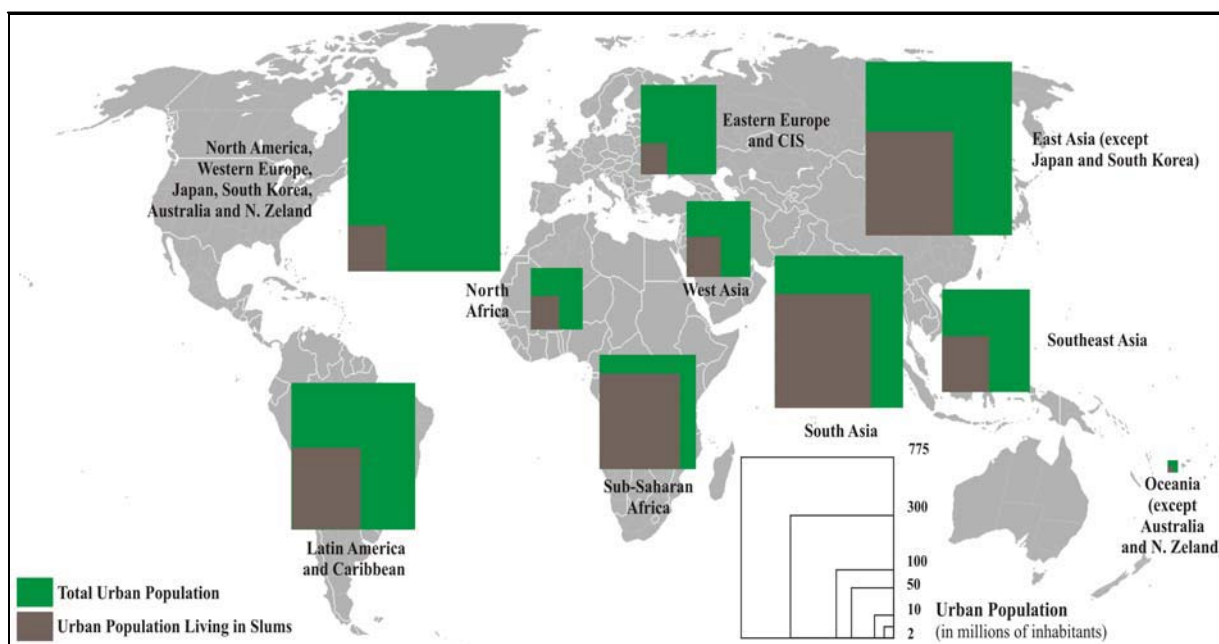 North America,
Western Europe,
Japan, South Korea,
Australia and N. Zeland
Eastern Europe
and CIS
East Asia (except
Japan and South Korea)
North
Africa
West Asia
Southeast Asia
South Asia
Sub-Saharan
Africa
Latin America
and Caribbean
Oceania
(except
Australia
and N. Zeland
775
300
100
50
10
2
Urban Population
(in millions of inhabitants)
Total Urban Population
Urban Population Living in Slums